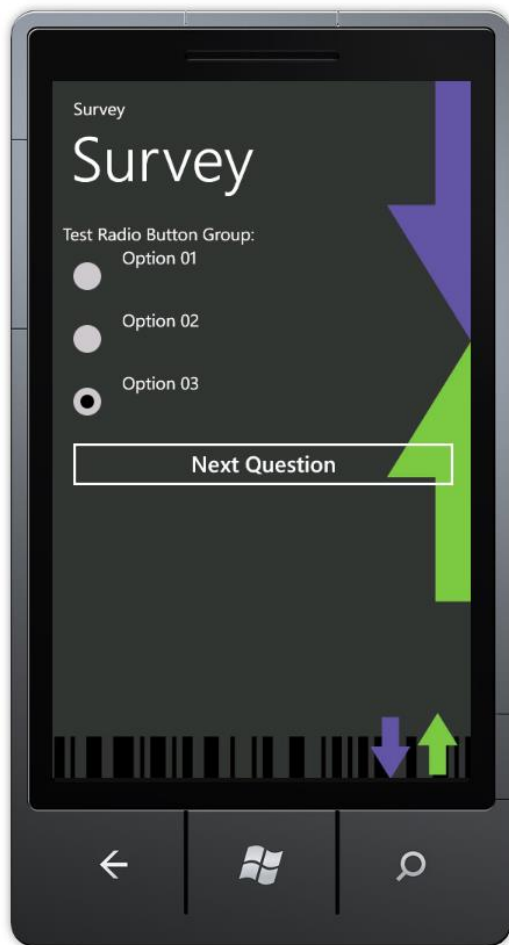 Survey
Survey
Test Radio Button Group:
Option 01
Option 02
Option 03
Next Question